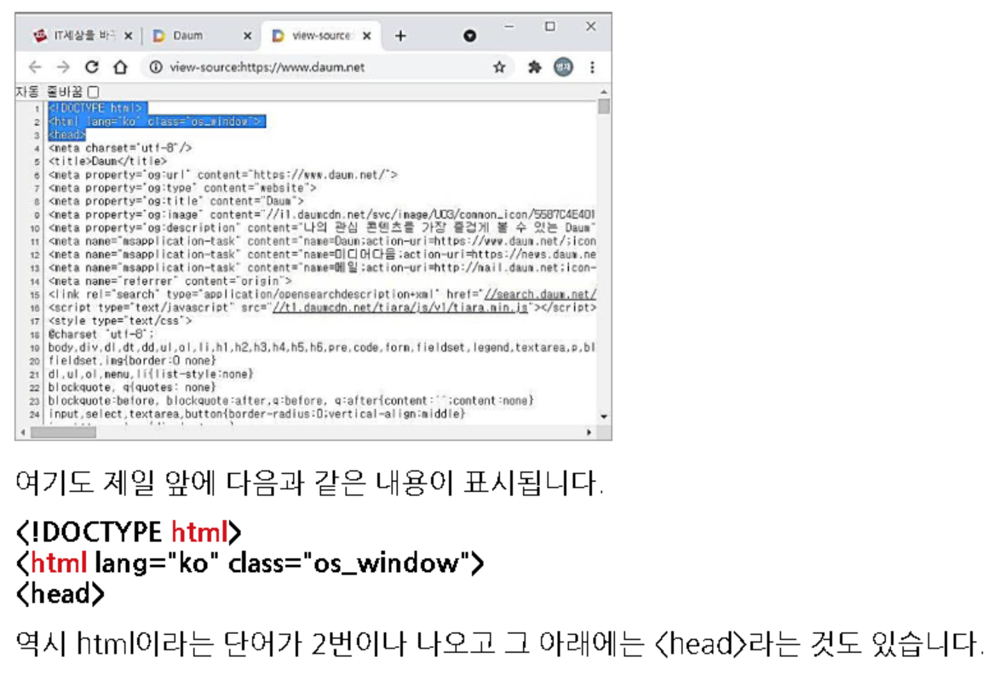 IT세상을 바꾸 Daum view-source:
view-source:https://www.daum.net
자동 줄바꿈
1 <!DOCTYPE html>
2 <html lang="ko" class="os_window">
3 <head>
4 <meta charset="utf-8"/>
5 <title>Daum</title>
6 <meta property="og:url" content="https://www.daum.net/">
7 <meta property="og:type" content="website">
8 <meta property="og:title" content="Daum">
9 <meta property="og:image" content="//i1.daumcdn.net/svc/image/U03/common_icon/5587C4E401
10 <meta property="og:description" content="나의 관심 콘텐츠를 가장 즐겁게 볼 수 있는 Daum"
11 <meta name="msapplication-task" content="name=Daum;action-uri=https://www.daum.net/;icon
12 <meta name="msapplication-task" content="name=미디어다음;action-uri=https://news.daum.ne
13 <meta name="msapplication-task" content="name=메일;action-uri=http://mail.daum.net;icon-
14 <meta name="referrer" content="origin">
15 <link rel="search" type="application/opensearchdescription+xml" href="//search.daum.net/
16 <script type="text/javascript" src="//t1.daumcdn.net/tiara/js/v1/tiara.min.js"></script>
17 <style type="text/css">
18 @charset "utf-8";
19 body,div,dl,dt,dd,ul,ol,li,h1,h2,h3,h4,h5,h6,pre,code,form,fieldset,legend,textarea,p,bl
20 fieldset,img{border:0 none}
21 dl,ul,ol,menu,li{list-style:none}
22 blockquote, q{quotes: none}
23 blockquote:before, blockquote:after,q:before, q:after{content:'';content:none}
24 input,select,textarea,button{border-radius:0;vertical-align:middle}
여기도 제일 앞에 다음과 같은 내용이 표시됩니다.
<!DOCTYPE html>
<html lang="ko" class="os_window">
<head>
역시 html이라는 단어가 2번이나 나오고 그 아래에는 <head>라는 것도 있습니다.